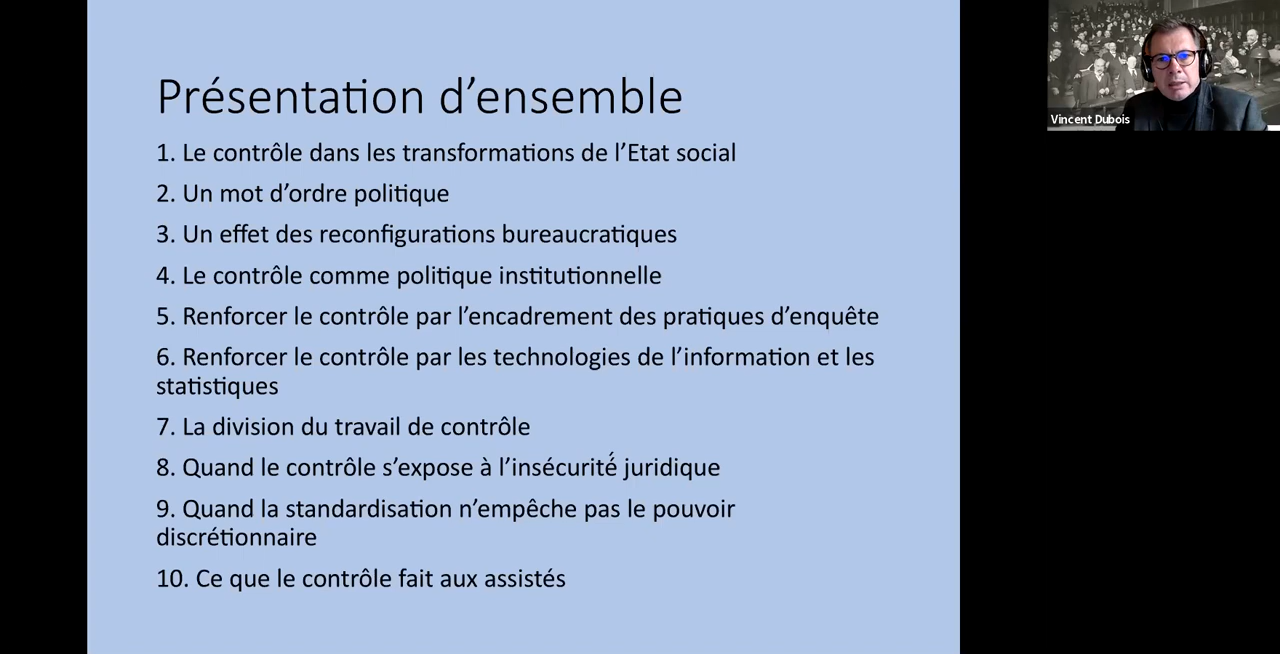 Présentation d’ensemble
1. Le contrôle dans les transformations de l’Etat social
2. Un mot d’ordre politique
3. Un effet des reconfigurations bureaucratiques
4. Le contrôle comme politique institutionnelle
5. Renforcer le contrôle par l’encadrement des pratiques d’enquête
6. Renforcer le contrôle par les technologies de l’information et les
statistiques
7. La division du travail de contrôle
8. Quand le contrôle s’expose à l’insécurité́ juridique
9. Quand la standardisation n’empêche pas le pouvoir
discrétionnaire
10. Ce que le contrôle fait aux assistés
Vincent Dubois